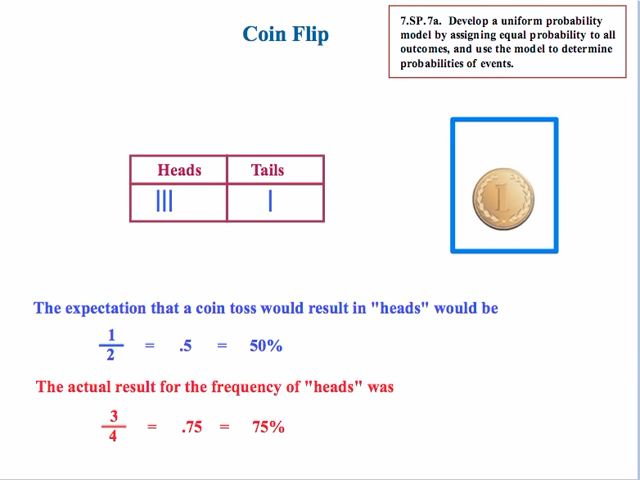 Coin Flip
7.SP.7a. Develop a uniform probability
model by assigning equal probability to all
outcomes, and use the model to determine
probabilities of events.
Heads Tails
||| |
1
The expectation that a coin toss would result in "heads" would be
1/2 = .5 = 50%
The actual result for the frequency of "heads" was
3/4 = .75 = 75%